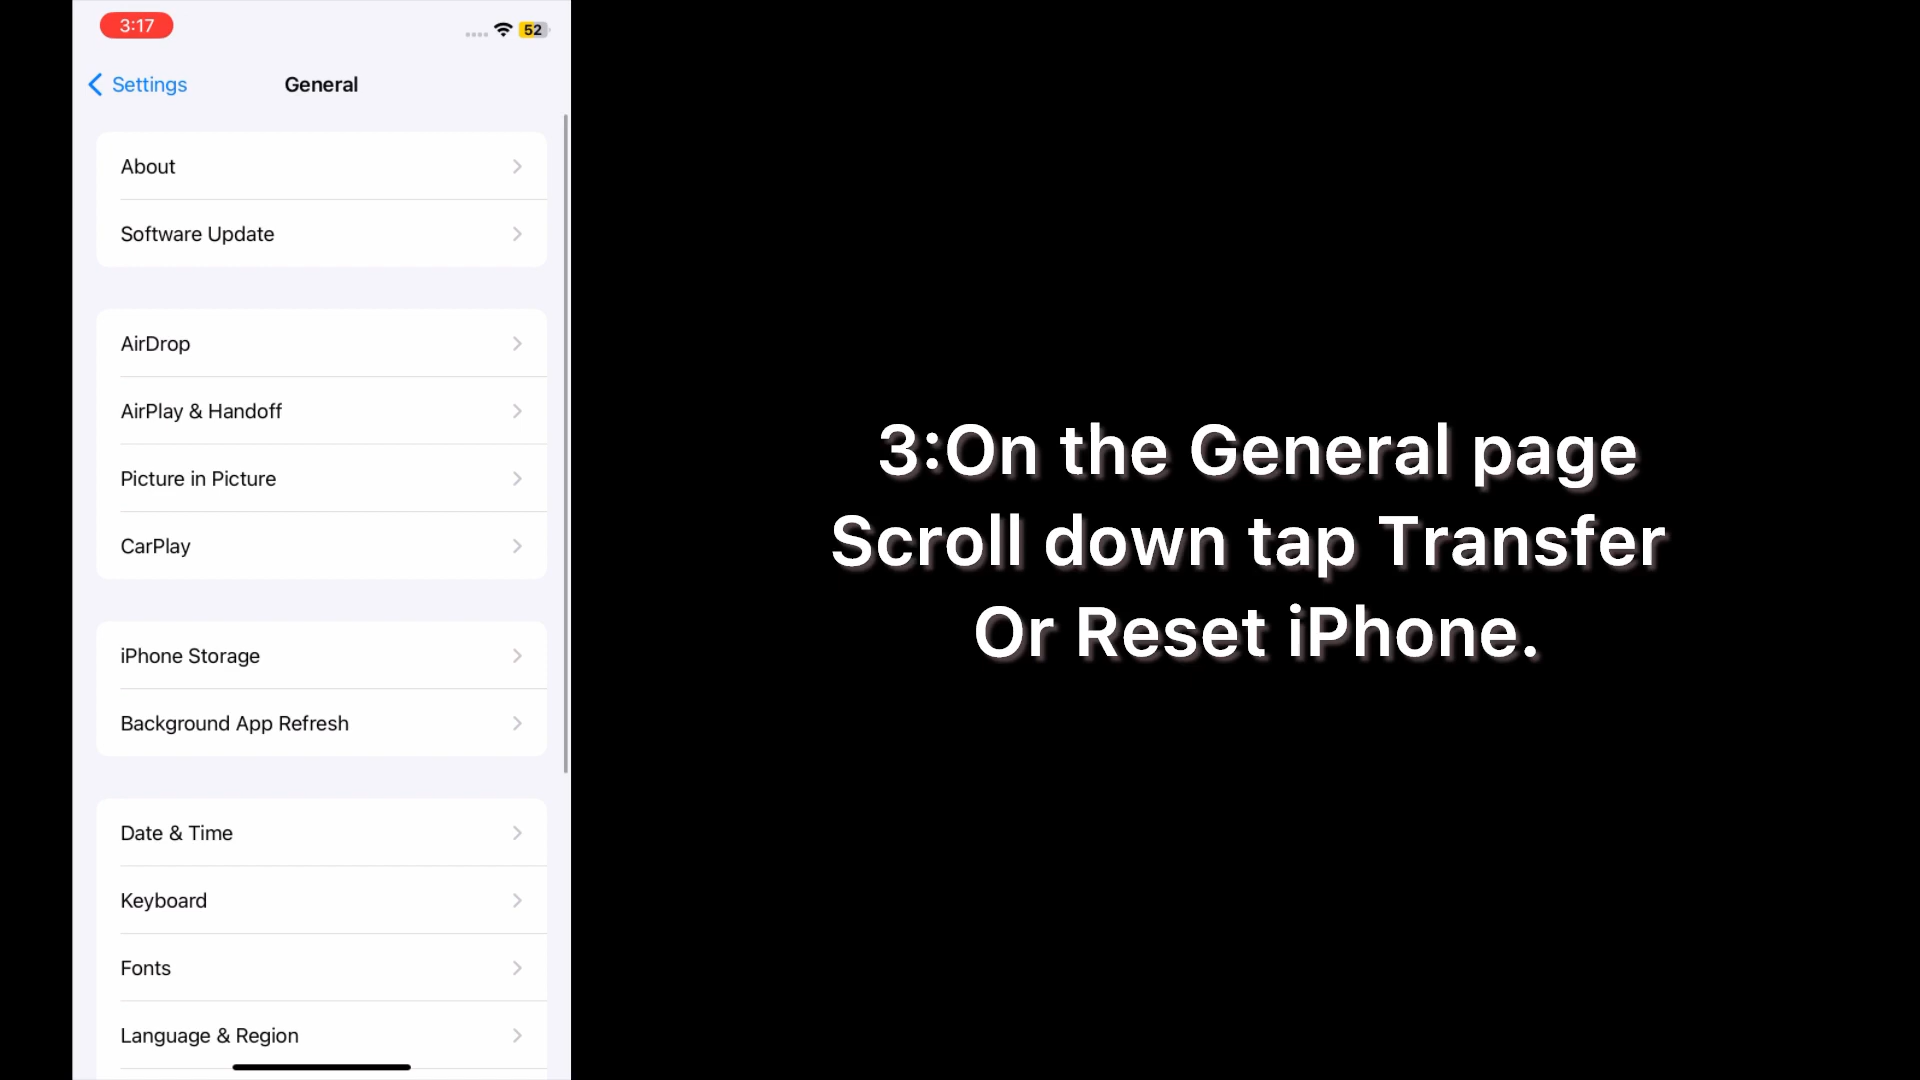 3:17
52
Settings
General
About
Software Update
AirDrop
AirPlay & Handoff
Picture in Picture
CarPlay
iPhone Storage
Background App Refresh
Date & Time
Keyboard
Fonts
Language & Region
3:On the General page
Scroll down tap Transfer
Or Reset iPhone.